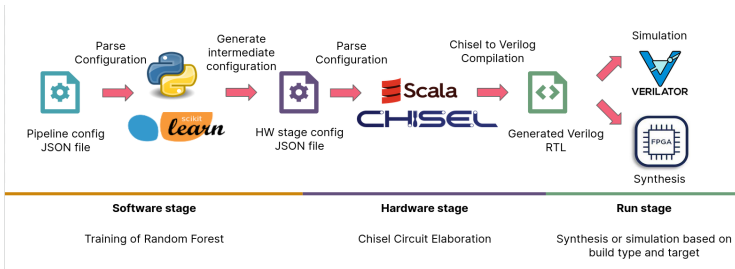 Parse
Configuration
Generate
intermediate
configuration
Parse
Configuration
Chisel to Verilog
Compilation
Simulation
Scala
VERILATOR
scikit
learn
CHISEL
FPGA
Pipeline config
JSON file
HW stage config
JSON file
Generated Verilog
RTL
Synthesis
Software stage
Hardware stage
Run stage
Training of Random Forest
Chisel Circuit Elaboration
Synthesis or simulation based on
build type and target